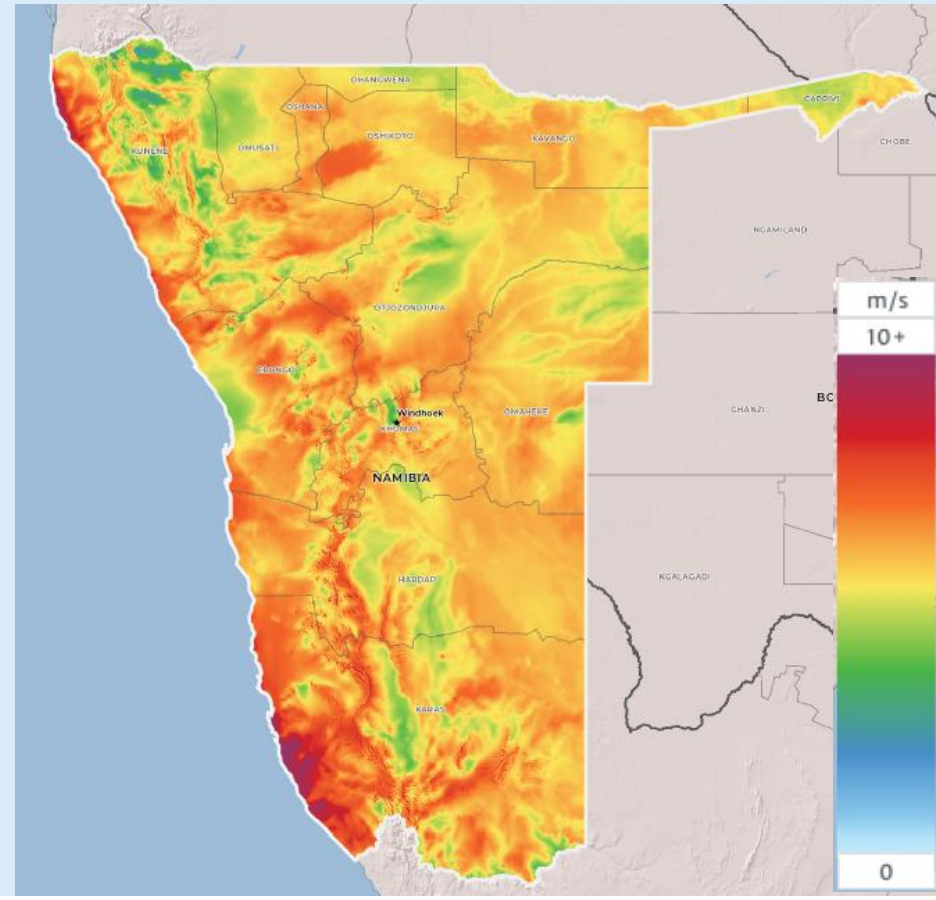 OHANGWENA
CAPRIVI
OSHANA
KUNENE
OMUSATI
OSHIKOTO
KAVANGO
CHOBE
NGAMILAND
m/s
OTJOZONDJUPA
10+
ERONGO
Windhoek
OMAHEKE
GHANZI
BO
KHOMAS
NAMIBIA
HARDAP
KGALAGADI
KARAS
0